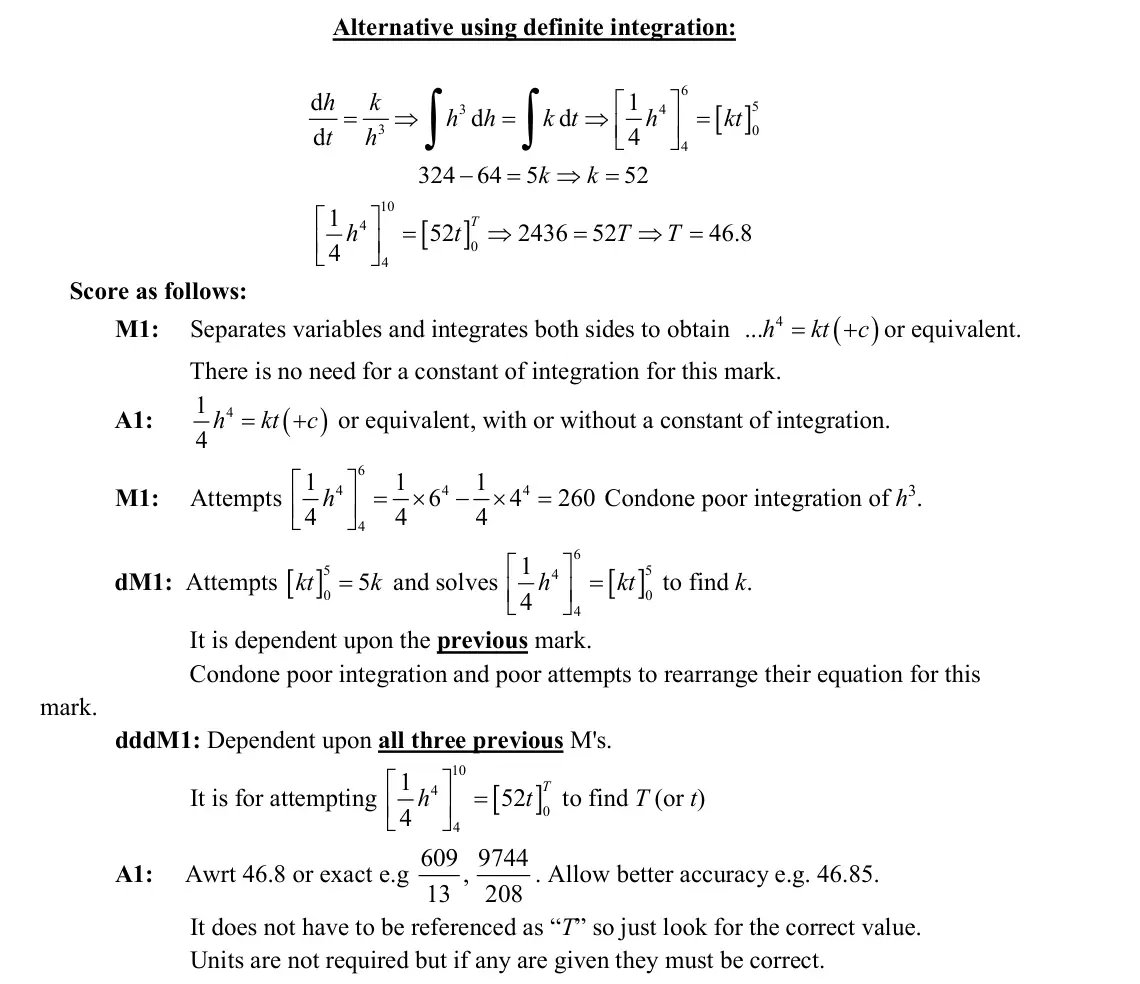 Alternative using definite integration:
dh/dt = k/h³ ⇒ ∫ h³ dh = ∫ k dt ⇒ [1/4 h⁴]₄⁶ = [kt]₀⁵
324 – 64 = 5k ⇒ k = 52
[1/4 h⁴]₄¹⁰ = [52t]₀ᵀ ⇒ 2436 = 52T ⇒ T = 46.8
Score as follows:
M1: Separates variables and integrates both sides to obtain ...h⁴ = kt(+c) or equivalent.
There is no need for a constant of integration for this mark.
A1: 1/4 h⁴ = kt(+c) or equivalent, with or without a constant of integration.
M1: Attempts [1/4 h⁴]₄⁶ = 1/4 × 6⁴ – 1/4 × 4⁴ = 260 Condone poor integration of h³.
dM1: Attempts [kt]₀⁵ = 5k and solves [1/4 h⁴]₄⁶ = [kt]₀⁵ to find k.
It is dependent upon the previous mark.
Condone poor integration and poor attempts to rearrange their equation for this
mark.
dddM1: Dependent upon all three previous M's.
It is for attempting [1/4 h⁴]₄¹⁰ = [52t]₀ᵀ to find T (or t)
A1: Awrt 46.8 or exact e.g 609/13, 9744/208. Allow better accuracy e.g. 46.85.
It does not have to be referenced as “T” so just look for the correct value.
Units are not required but if any are given they must be correct.